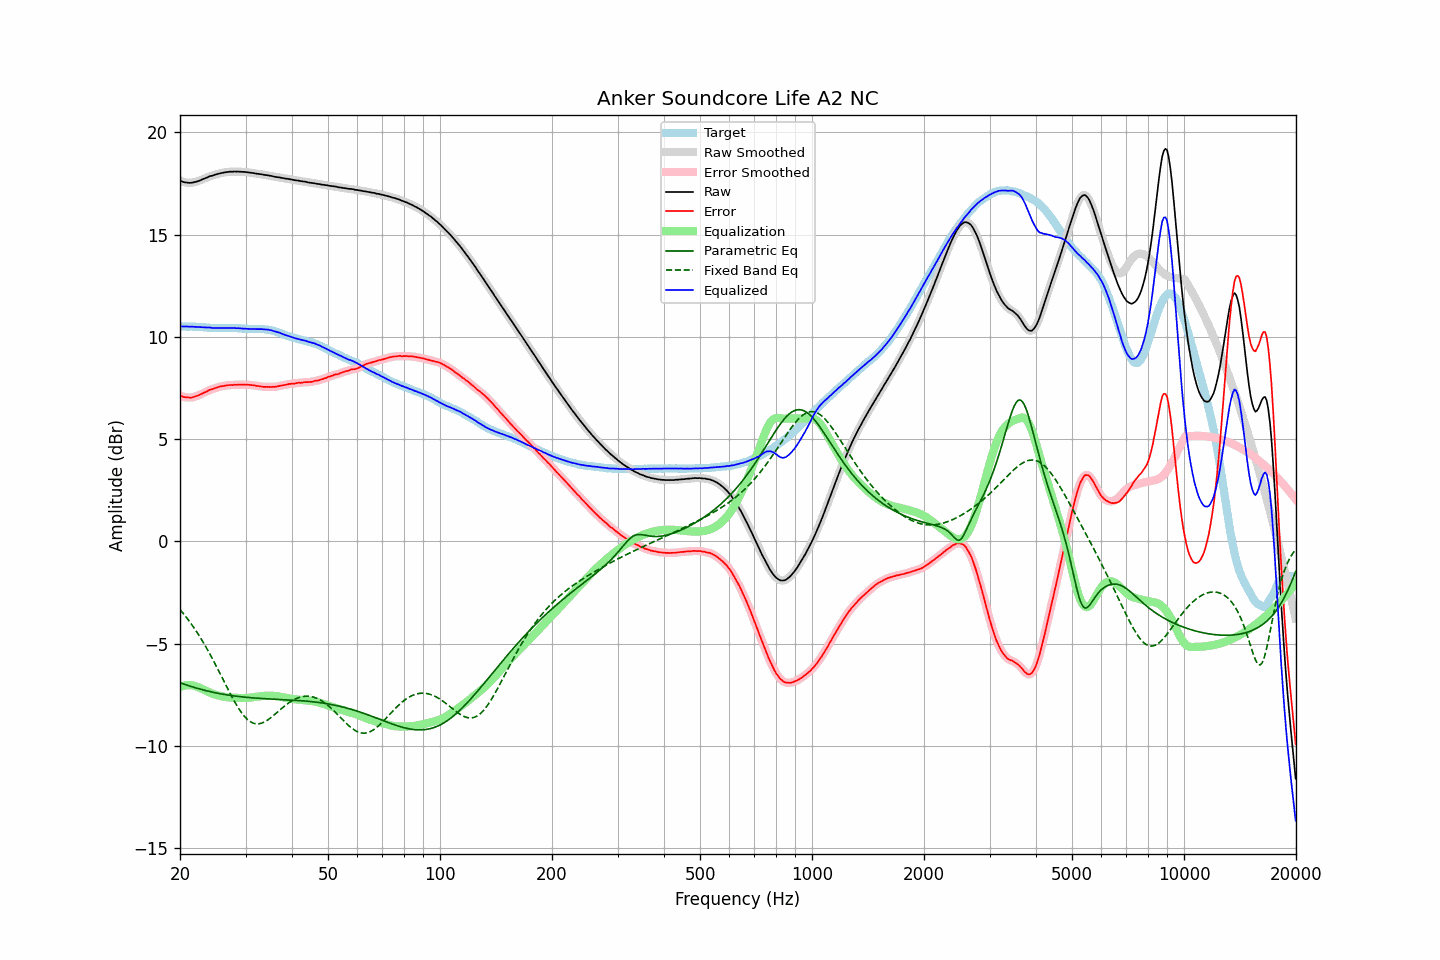 Anker Soundcore Life A2 NC
Target
Raw Smoothed
Error Smoothed
Raw
Error
Equalization
Parametric Eq
Fixed Band Eq
Equalized
Amplitude (dBr)
20
15
10
5
0
−5
−10
−15
20 50 100 200 500 1000 2000 5000 10000 20000
Frequency (Hz)